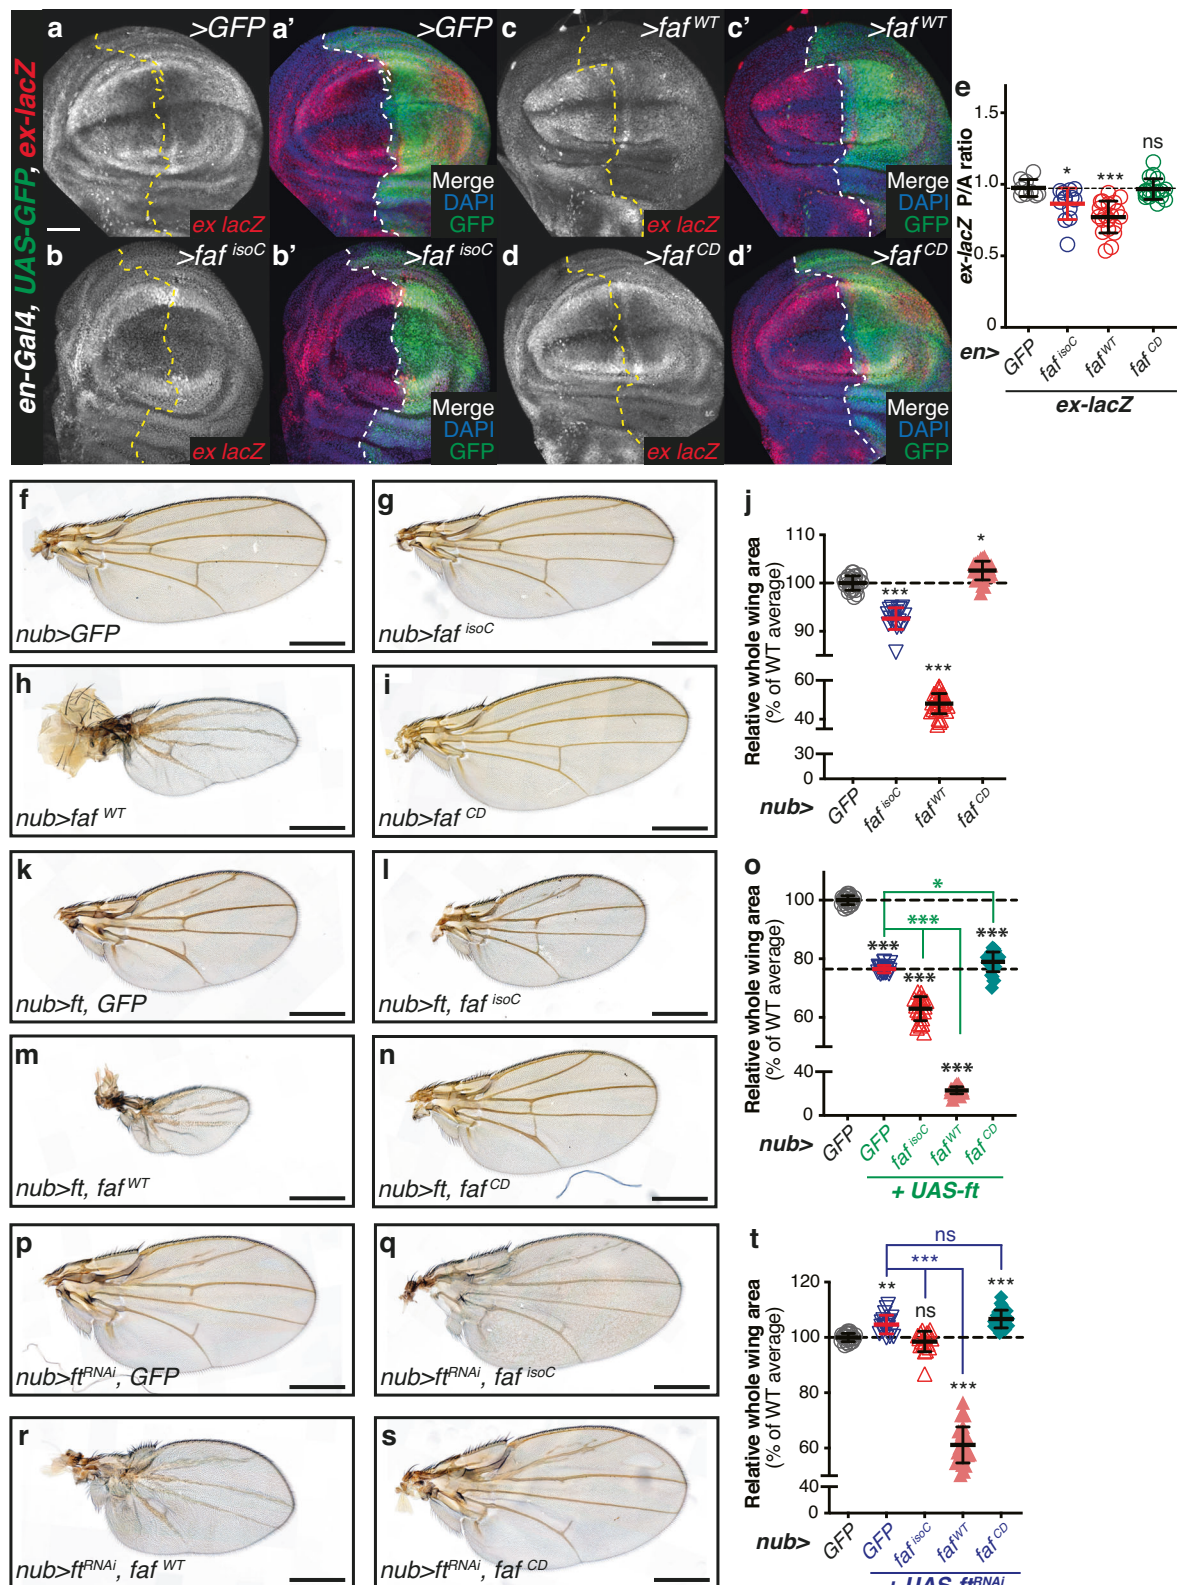 en-Gal4, UAS-GFP, ex-lacZ
a
>GFP
a'
>GFP
Merge
DAPI
GFP
c
>faf WT
c'
>faf WT
Merge
DAPI
GFP
ex lacZ
ex lacZ
b
>faf isoC
b'
>faf isoC
Merge
DAPI
GFP
d
>faf CD
d'
>faf CD
Merge
DAPI
GFP
ex lacZ
ex lacZ
e
ex-lacZ P/A ratio
1.5
1.0
0.5
0
*
***
ns
en>
GFP
faf isoC
faf WT
faf CD
ex-lacZ
f
nub>GFP
g
nub>faf isoC
h
nub>faf WT
i
nub>faf CD
j
Relative whole wing area
(% of WT average)
110
100
90
60
40
30
0
***
***
*
nub>
GFP
faf isoC
faf WT
faf CD
k
nub>ft, GFP
l
nub>ft, faf isoC
m
nub>ft, faf WT
n
nub>ft, faf CD
o
Relative whole wing area
(% of WT average)
100
80
60
40
0
*
***
***
***
***
***
nub>
GFP
GFP
faf isoC
faf WT
faf CD
+ UAS-ft
p
nub>ftRNAi, GFP
q
nub>ftRNAi, faf isoC
r
nub>ftRNAi, faf WT
s
nub>ftRNAi, faf CD
t
Relative whole wing area
(% of WT average)
120
100
80
60
40
0
ns
***
**
ns
***
***
nub>
GFP
GFP
faf isoC
faf WT
faf CD
+ UAS-ftRNAi